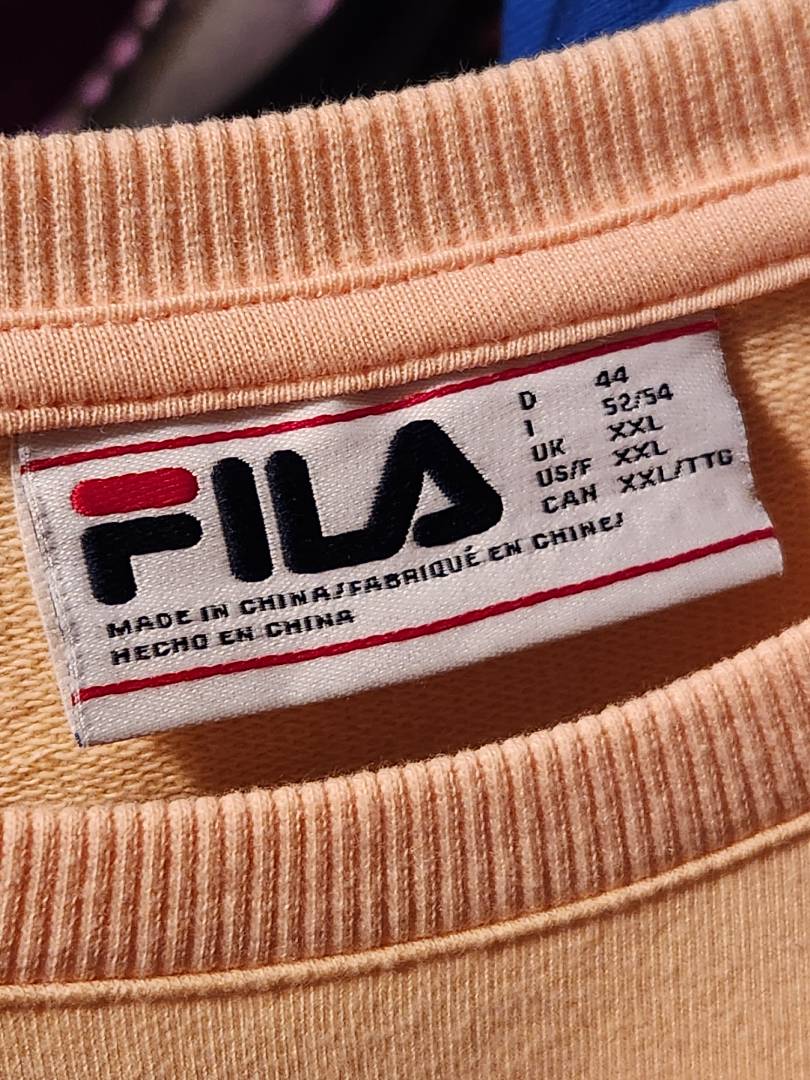 FILA
D 44
I 52/54
UK XXL
US/F XXL
CAN XXL/TTG
MADE IN CHINA/FABRIQUÉ EN CHINE/
HECHO EN CHINA